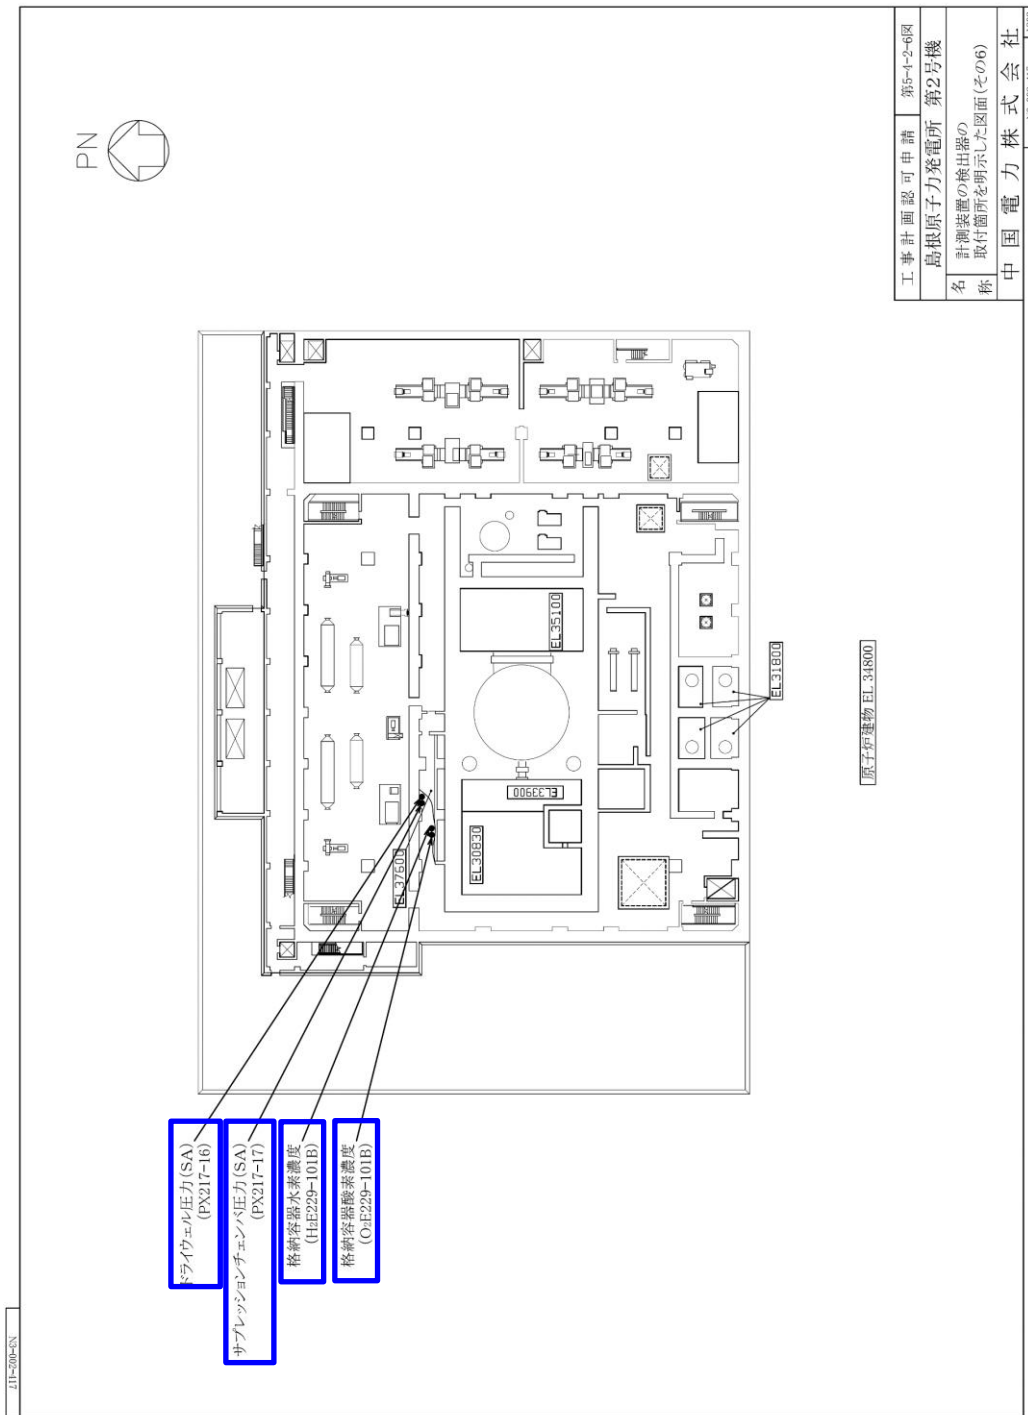 PN
ドライウェル圧力(SA)
(PX217-16)
サプレッションチェンバ圧力(SA)
(PX217-17)
格納容器水素濃度
(H₂E229-101B)
格納容器酸素濃度
(O₂E229-101B)
EL37600
EL30830
EL33900
EL35100
EL31800
原子炉建物 EL 34800
工事計画認可申請 第5-4-2-6図
島根原子力発電所 第2号機
名称
計測装置の検出器の
取付箇所を明示した図面(その6)
中国電力株式会社
N3-002-117